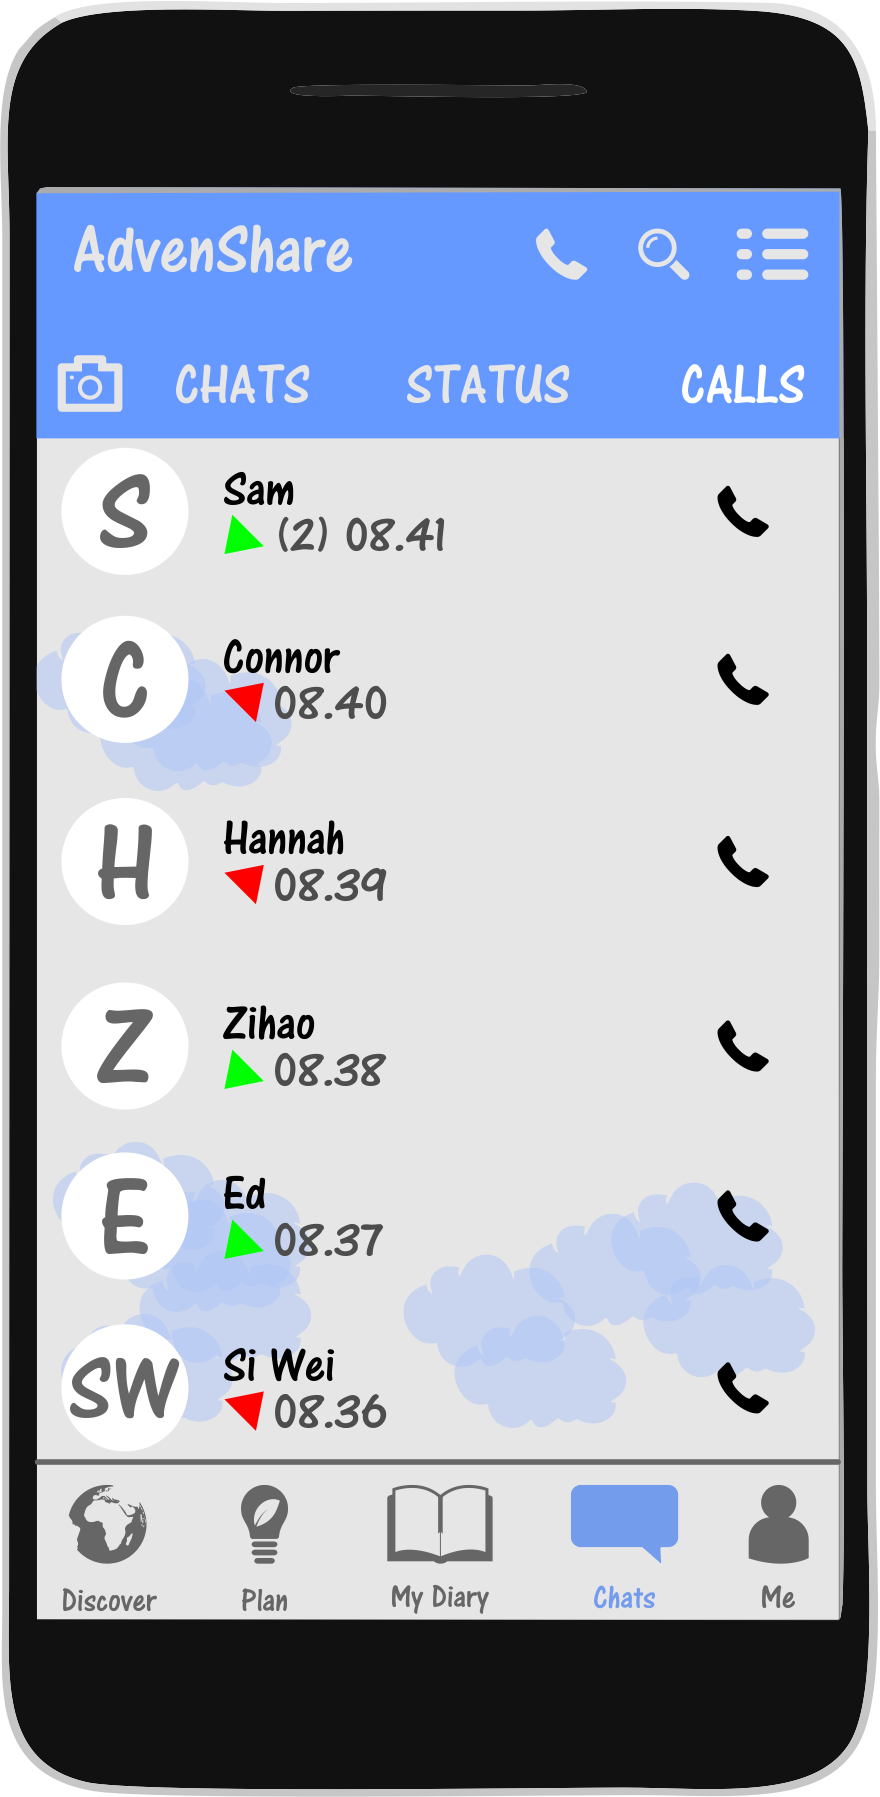 AdvenShare
CHATS STATUS CALLS
S
Sam
(2) 08.41
C
Connor
08.40
H
Hannah
08.39
Z
Zihao
08.38
E
Ed
08.37
SW
Si Wei
08.36
Discover Plan My Diary Chats Me